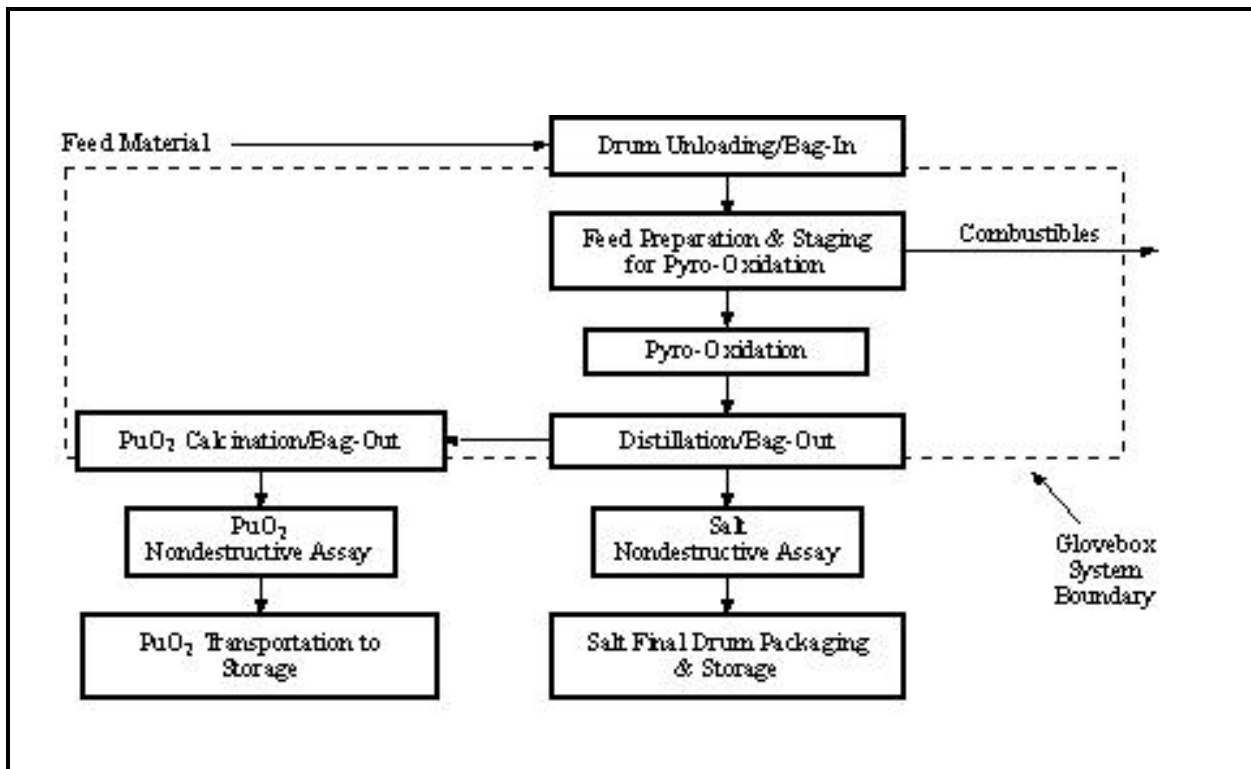 Feed Material
Drum Unloading/Bag-In
Feed Preparation & Staging
for Pyro-Oxidation
Combustibles
Pyro-Oxidation
PuO₂ Calcination/Bag-Out
Distillation/Bag-Out
PuO₂
Nondestructive Assay
Salt
Nondestructive Assay
Glovebox
System
Boundary
PuO₂ Transportation to
Storage
Salt Final Drum Packaging
& Storage